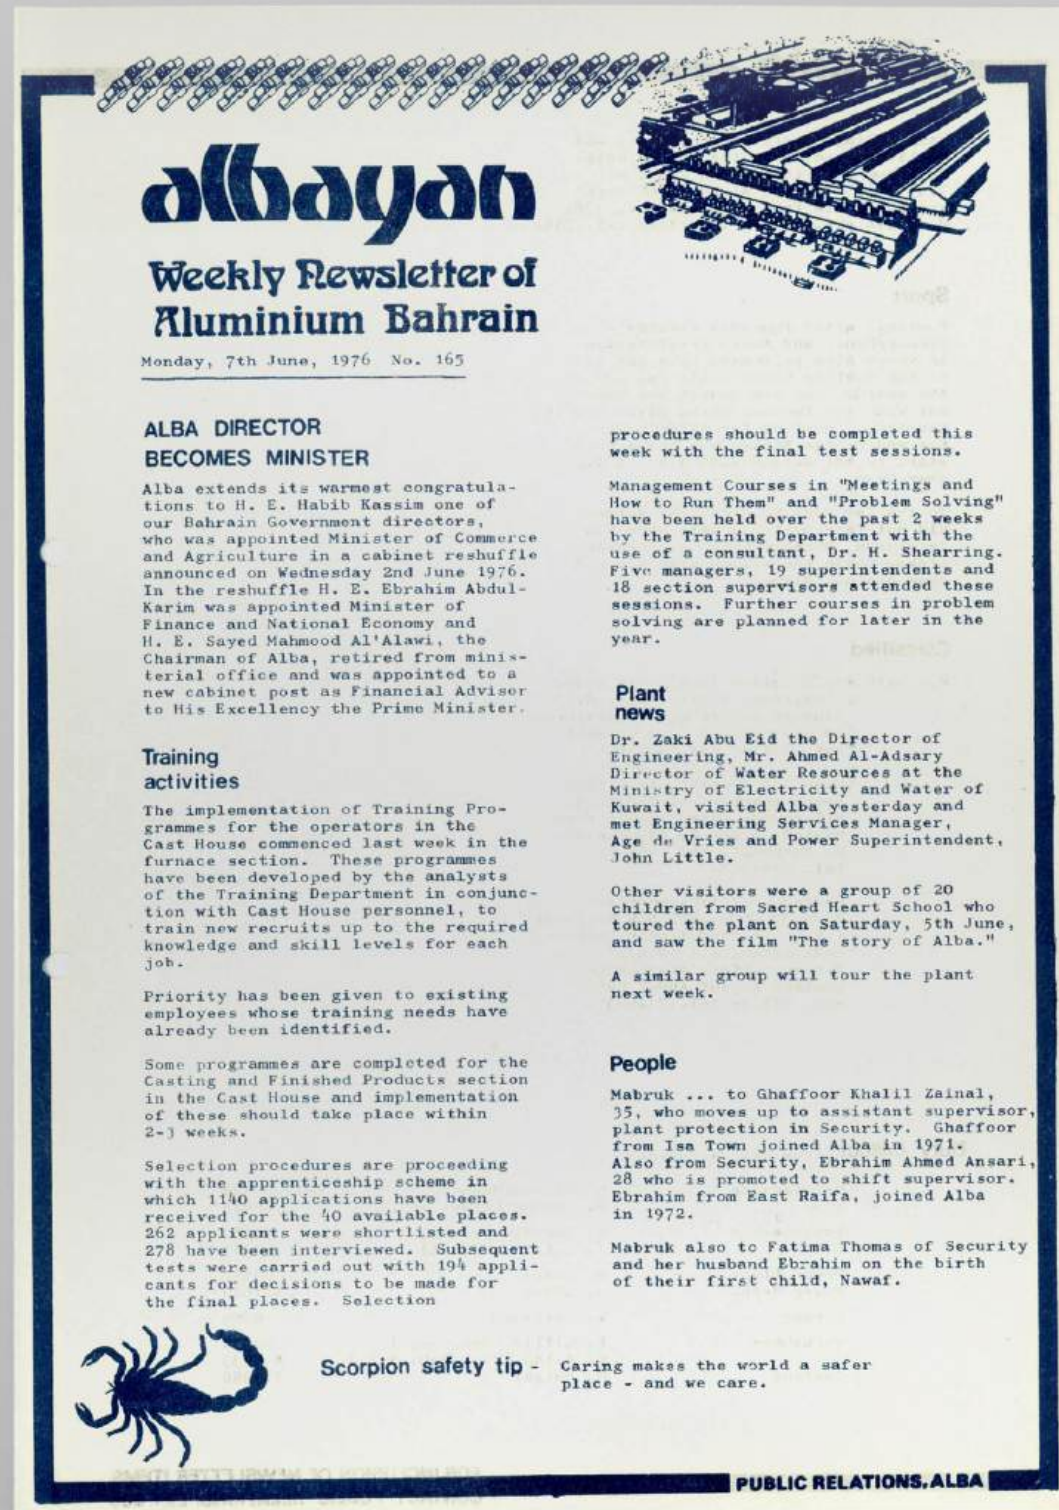 albayan
Weekly Newsletter of
Aluminium Bahrain
Monday, 7th June, 1976 No. 165
ALBA DIRECTOR
BECOMES MINISTER
Alba extends its warmest congratula-
tions to H. E. Habib Kassim one of
our Bahrain Government directors,
who was appointed Minister of Commerce
and Agriculture in a cabinet reshuffle
announced on Wednesday 2nd June 1976.
In the reshuffle H. E. Ebrahim Abdul-
Karim was appointed Minister of
Finance and National Economy and
H. E. Sayed Mahmood Al'Alawi, the
Chairman of Alba, retired from minis-
terial office and was appointed to a
new cabinet post as Financial Advisor
to His Excellency the Prime Minister.
Training
activities
The implementation of Training Pro-
grammes for the operators in the
Cast House commenced last week in the
furnace section. These programmes
have been developed by the analysts
of the Training Department in conjunc-
tion with Cast House personnel, to
train new recruits up to the required
knowledge and skill levels for each
job.
Priority has been given to existing
employees whose training needs have
already been identified.
Some programmes are completed for the
Casting and Finished Products section
in the Cast House and implementation
of these should take place within
2-3 weeks.
Selection procedures are proceeding
with the apprenticeship scheme in
which 1140 applications have been
received for the 40 available places.
262 applicants were shortlisted and
278 have been interviewed. Subsequent
tests were carried out with 194 appli-
cants for decisions to be made for
the final places. Selection
procedures should be completed this
week with the final test sessions.
Management Courses in "Meetings and
How to Run Them" and "Problem Solving"
have been held over the past 2 weeks
by the Training Department with the
use of a consultant, Dr. H. Shearring.
Five managers, 19 superintendents and
18 section supervisors attended these
sessions. Further courses in problem
solving are planned for later in the
year.
Plant
news
Dr. Zaki Abu Eid the Director of
Engineering, Mr. Ahmed Al-Adsary
Director of Water Resources at the
Ministry of Electricity and Water of
Kuwait, visited Alba yesterday and
met Engineering Services Manager,
Age de Vries and Power Superintendent,
John Little.
Other visitors were a group of 20
children from Sacred Heart School who
toured the plant on Saturday, 5th June,
and saw the film "The story of Alba."
A similar group will tour the plant
next week.
People
Mabruk ... to Ghaffoor Khalil Zainal,
35, who moves up to assistant supervisor,
plant protection in Security. Ghaffoor
from Isa Town joined Alba in 1971.
Also from Security, Ebrahim Ahmed Ansari,
28 who is promoted to shift supervisor.
Ebrahim from East Raifa, joined Alba
in 1972.
Mabruk also to Fatima Thomas of Security
and her husband Ebrahim on the birth
of their first child, Nawaf.
Scorpion safety tip - Caring makes the world a safer
place - and we care.
PUBLIC RELATIONS, ALBA